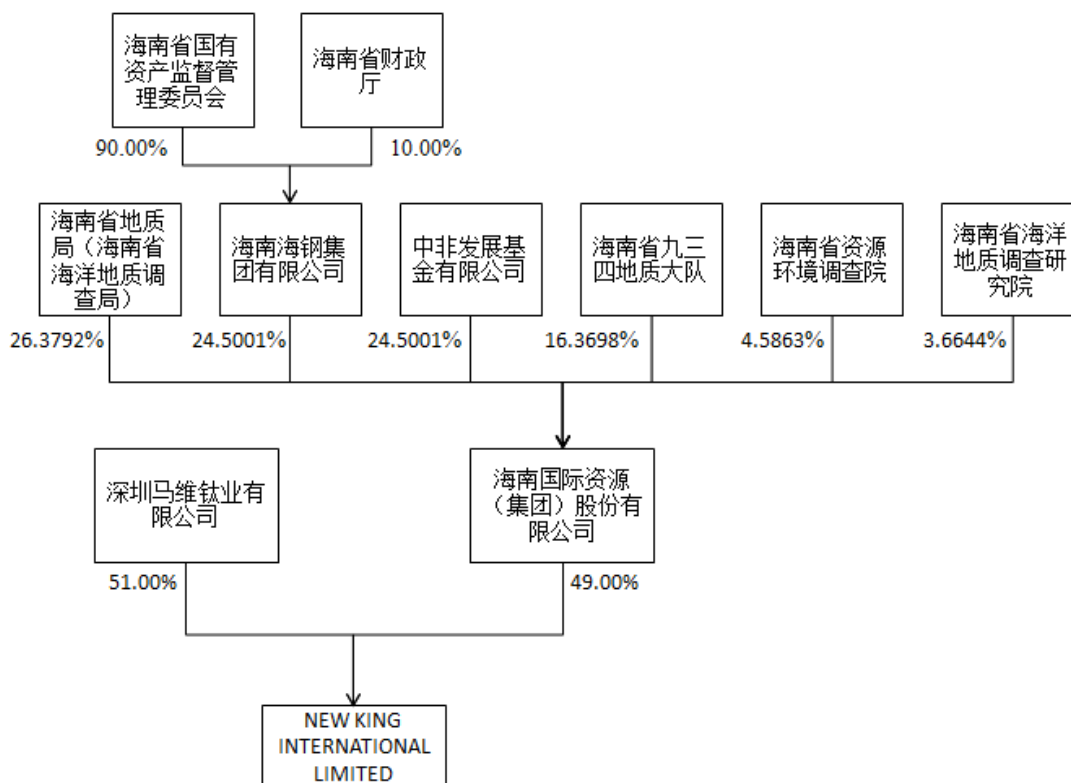 海南省国有
资产监督管
理委员会
海南省财政
厅
90.00%
10.00%
海南省地质
局（海南省
海洋地质调
查局）
海南海钢集
团有限公司
中非发展基
金有限公司
海南省九三
四地质大队
海南省资源
环境调查院
海南省海洋
地质调查研
究院
26.3792%
24.5001%
24.5001%
16.3698%
4.5863%
3.6644%
深圳马维钛业有
限公司
海南国际资源
（集团）股份有
限公司
51.00%
49.00%
NEW KING
INTERNATIONAL
LIMITED